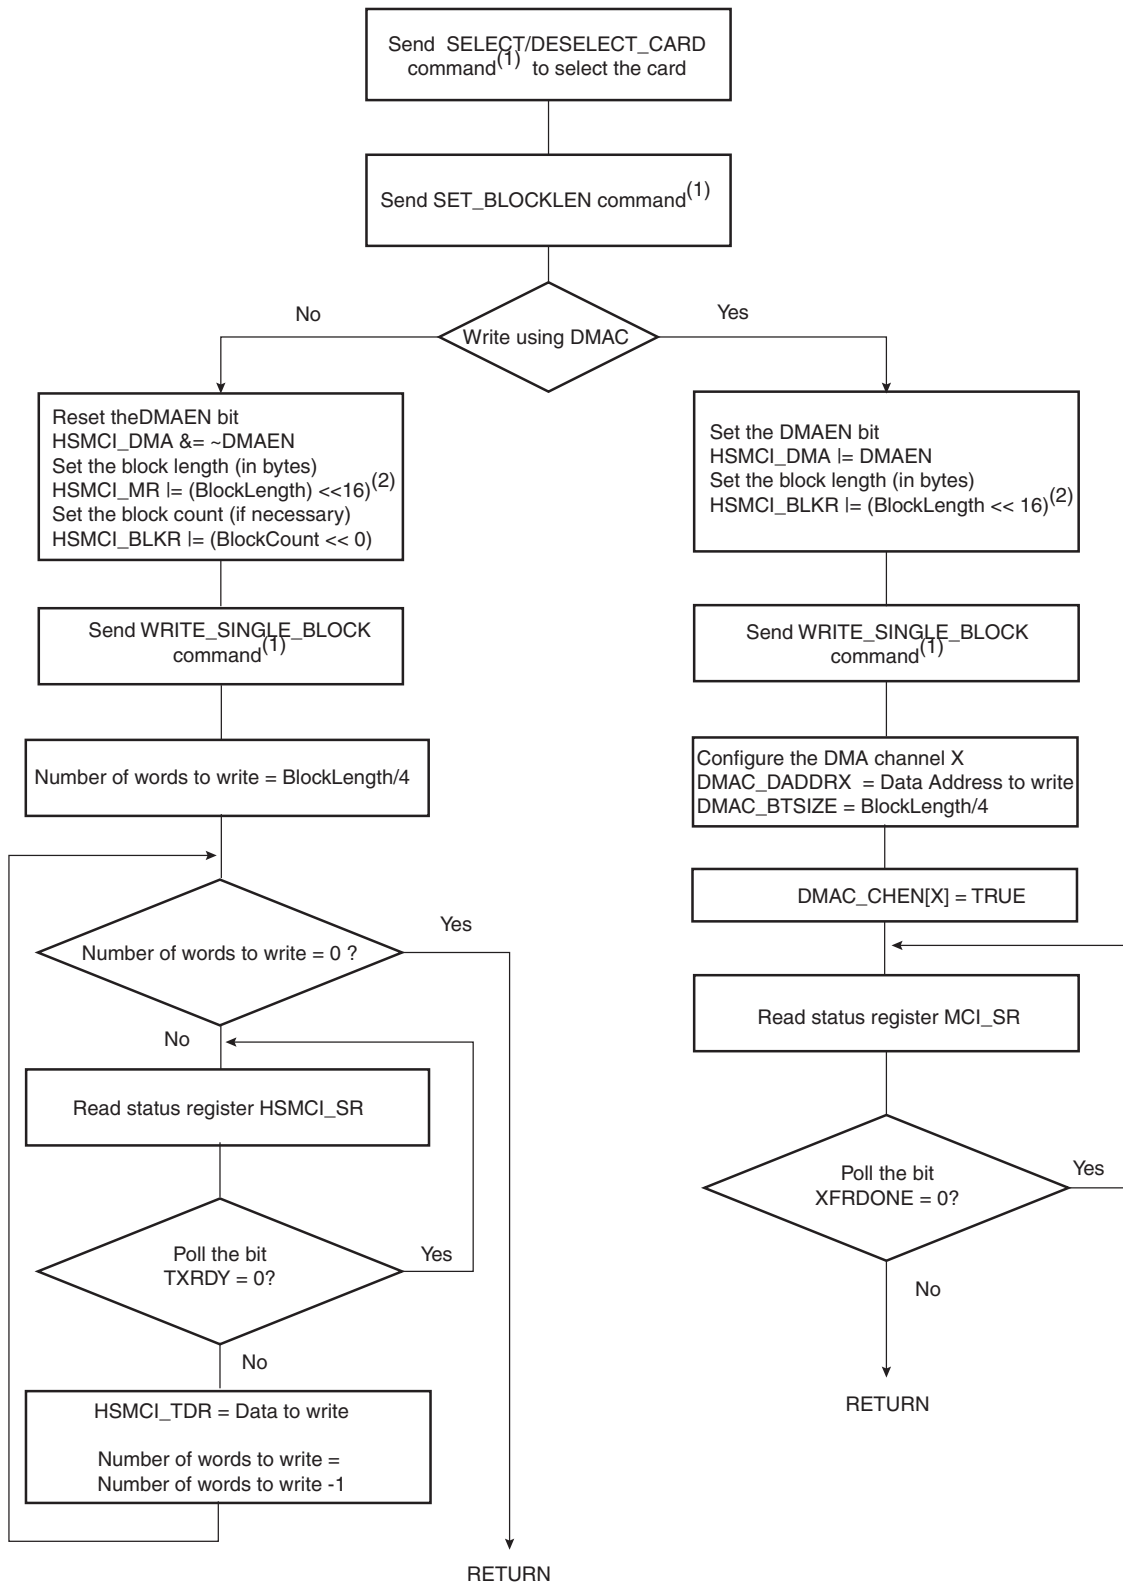 Send  SELECT/DESELECT_CARD
command(1)  to select the card
Send SET_BLOCKLEN command(1)
No
Yes
Write using DMAC
Reset theDMAEN bit
HSMCI_DMA &= ~DMAEN
Set the block length (in bytes)
HSMCI_MR |= (BlockLength) <<16)(2)
Set the block count (if necessary)
HSMCI_BLKR |= (BlockCount << 0)
Set the DMAEN bit
HSMCI_DMA |= DMAEN
Set the block length (in bytes)
HSMCI_BLKR |= (BlockLength << 16)(2)
Send WRITE_SINGLE_BLOCK
command(1)
Send WRITE_SINGLE_BLOCK
command(1)
Number of words to write = BlockLength/4
Configure the DMA channel X
DMAC_DADDRX  = Data Address to write
DMAC_BTSIZE = BlockLength/4
DMAC_CHEN[X] = TRUE
Number of words to write = 0 ?
Yes
No
Read status register MCI_SR
Read status register HSMCI_SR
Poll the bit
XFRDONE = 0?
Yes
Poll the bit
TXRDY = 0?
Yes
No
No
HSMCI_TDR = Data to write
Number of words to write =
Number of words to write -1
RETURN
RETURN